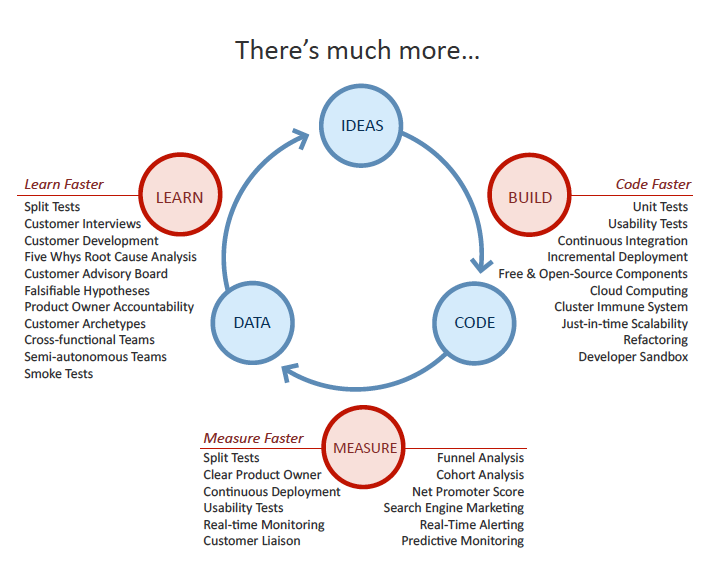 There's much more...
IDEAS
Learn Faster
LEARN
Split Tests
Customer Interviews
Customer Development
Five Whys Root Cause Analysis
Customer Advisory Board
Falsifiable Hypotheses
Product Owner Accountability
Customer Archetypes
Cross-functional Teams
Semi-autonomous Teams
Smoke Tests
BUILD
Code Faster
Unit Tests
Usability Tests
Continuous Integration
Incremental Deployment
Free & Open-Source Components
Cloud Computing
Cluster Immune System
Just-in-time Scalability
Refactoring
Developer Sandbox
DATA
CODE
Measure Faster
MEASURE
Split Tests
Clear Product Owner
Continuous Deployment
Usability Tests
Real-time Monitoring
Customer Liaison
Funnel Analysis
Cohort Analysis
Net Promoter Score
Search Engine Marketing
Real-Time Alerting
Predictive Monitoring